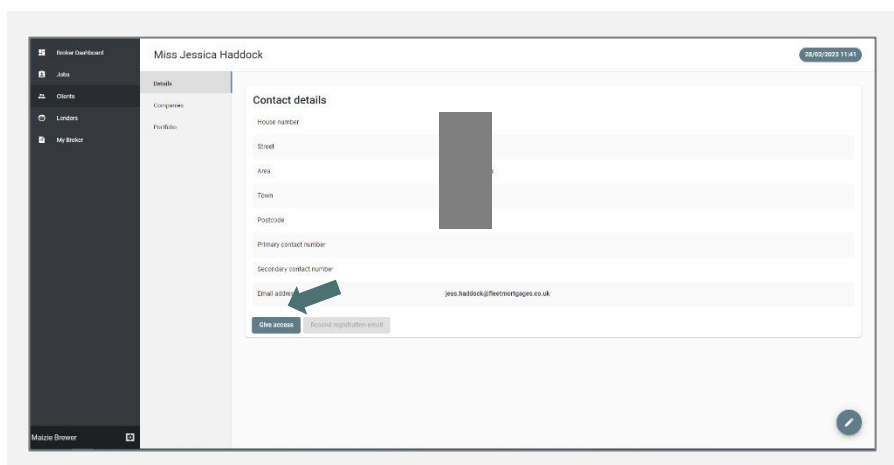 Broker Dashboard
Jobs
Clients
Lenders
My Broker
Maizie Brewer
Miss Jessica Haddock
28/02/2023 11:41
Details
Companies
Portfolio
Contact details
House number
Street
Area
Town
Postcode
Primary contact number
Secondary contact number
Email address
jess.haddock@fleetmortgages.co.uk
Give access
Resend registration email